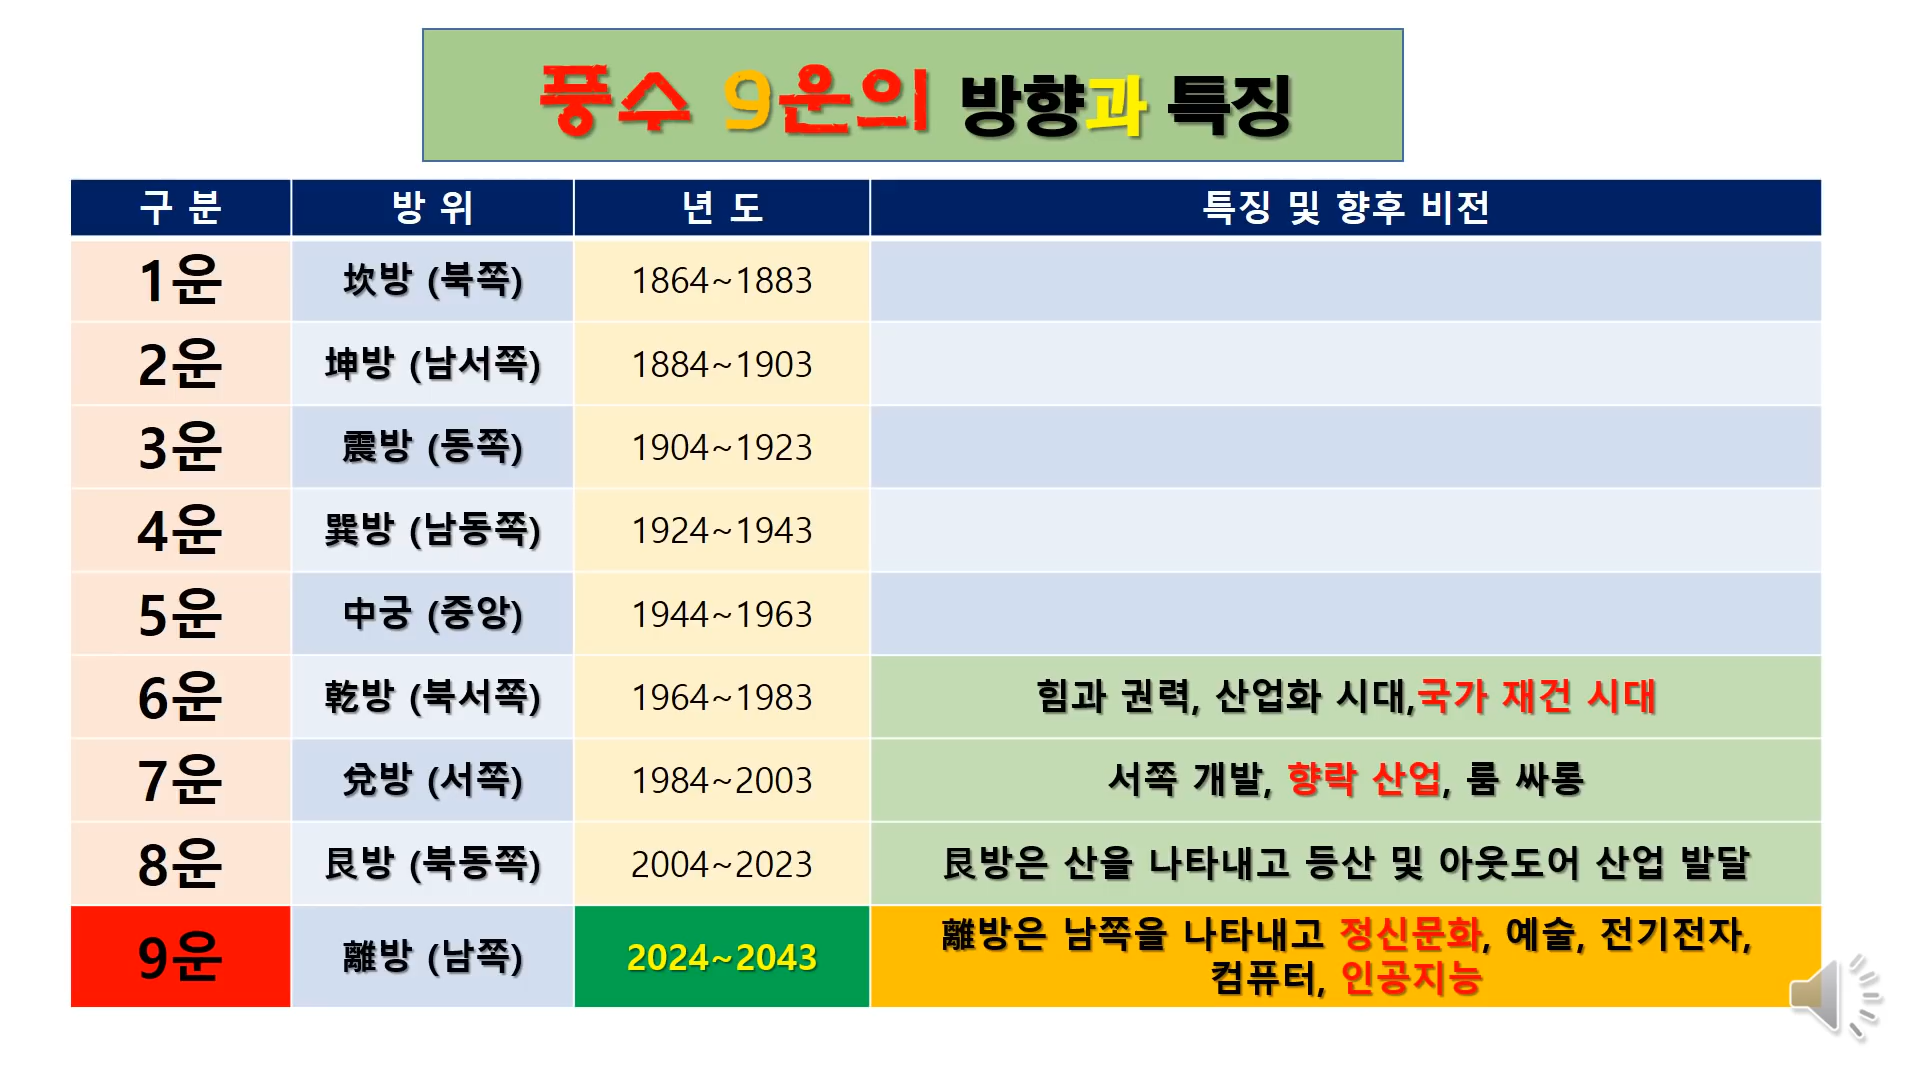 풍수 9운의 방향과 특징
구 분 방 위 년 도 특징 및 향후 비전
1운 坎방 (북쪽) 1864~1883
2운 坤방 (남서쪽) 1884~1903
3운 震방 (동쪽) 1904~1923
4운 巽방 (남동쪽) 1924~1943
5운 中궁 (중앙) 1944~1963
6운 乾방 (북서쪽) 1964~1983 힘과 권력, 산업화 시대,국가 재건 시대
7운 兌방 (서쪽) 1984~2003 서쪽 개발, 향락 산업, 룸 싸롱
8운 艮방 (북동쪽) 2004~2023 艮방은 산을 나타내고 등산 및 아웃도어 산업 발달
9운 離방 (남쪽) 2024~2043 離방은 남쪽을 나타내고 정신문화, 예술, 전기전자,
컴퓨터, 인공지능